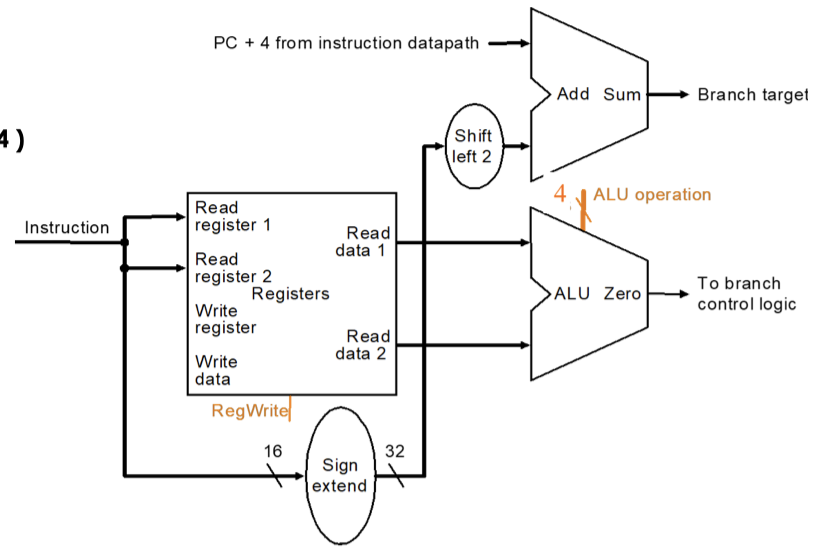 PC + 4 from instruction datapath
Add Sum
Branch target
4)
Shift
left 2
4
ALU operation
Instruction
Read
register 1
Read
data 1
Read
register 2
Registers
Write
register
Read
data 2
Write
data
ALU Zero
To branch
control logic
RegWrite
16
Sign
extend
32